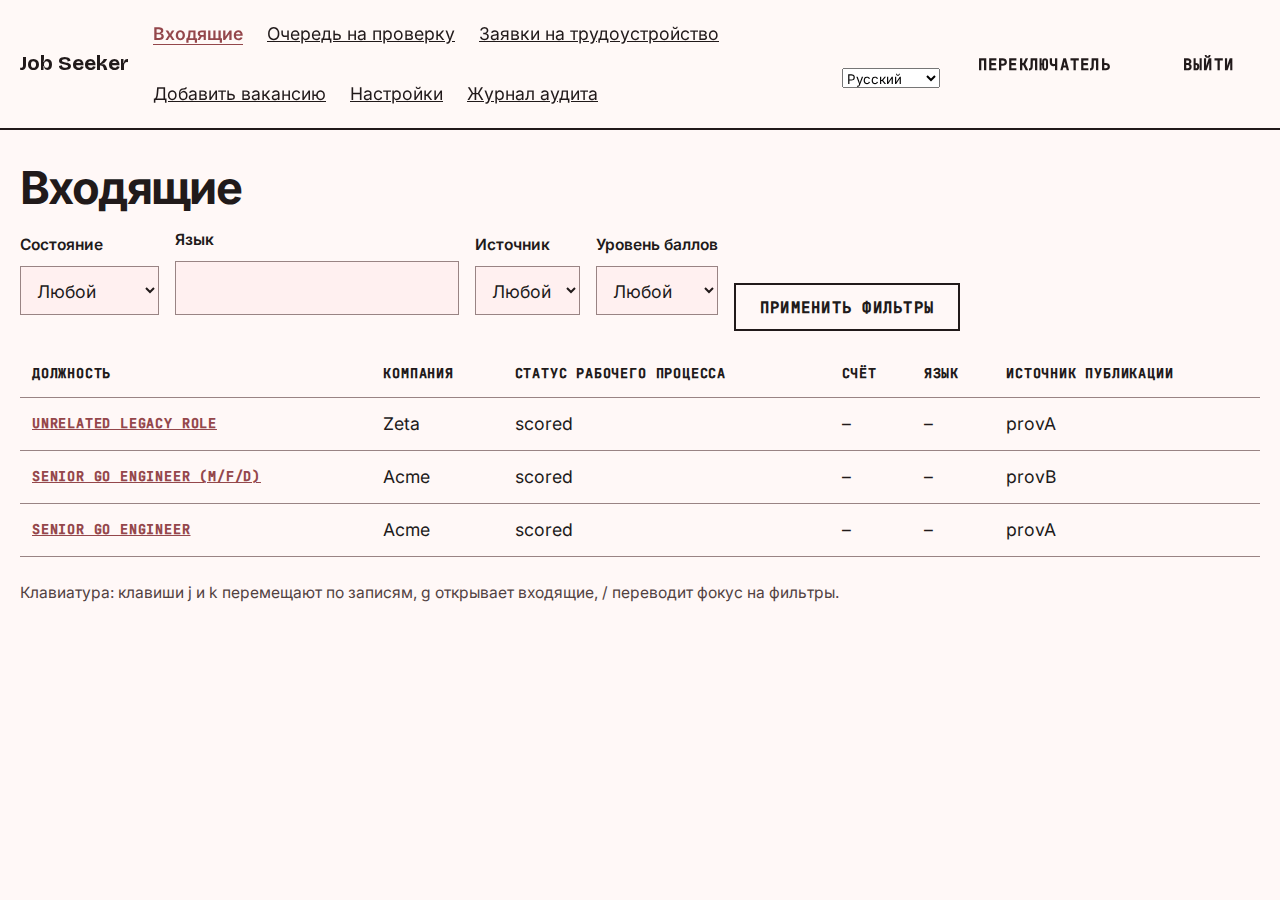 Job Seeker
Входящие Очередь на проверку Заявки на трудоустройство
Добавить вакансию Настройки Журнал аудита
Русский
ПЕРЕКЛЮЧАТЕЛЬ
ВЫЙТИ
Входящие
Состояние Язык Источник Уровень баллов
Любой Любой Любой
ПРИМЕНИТЬ ФИЛЬТРЫ
ДОЛЖНОСТЬ КОМПАНИЯ СТАТУС РАБОЧЕГО ПРОЦЕССА СЧЁТ ЯЗЫК ИСТОЧНИК ПУБЛИКАЦИИ
UNRELATED LEGACY ROLE Zeta scored – – provA
SENIOR GO ENGINEER (M/F/D) Acme scored – – provB
SENIOR GO ENGINEER Acme scored – – provA
Клавиатура: клавиши j и k перемещают по записям, g открывает входящие, / переводит фокус на фильтры.